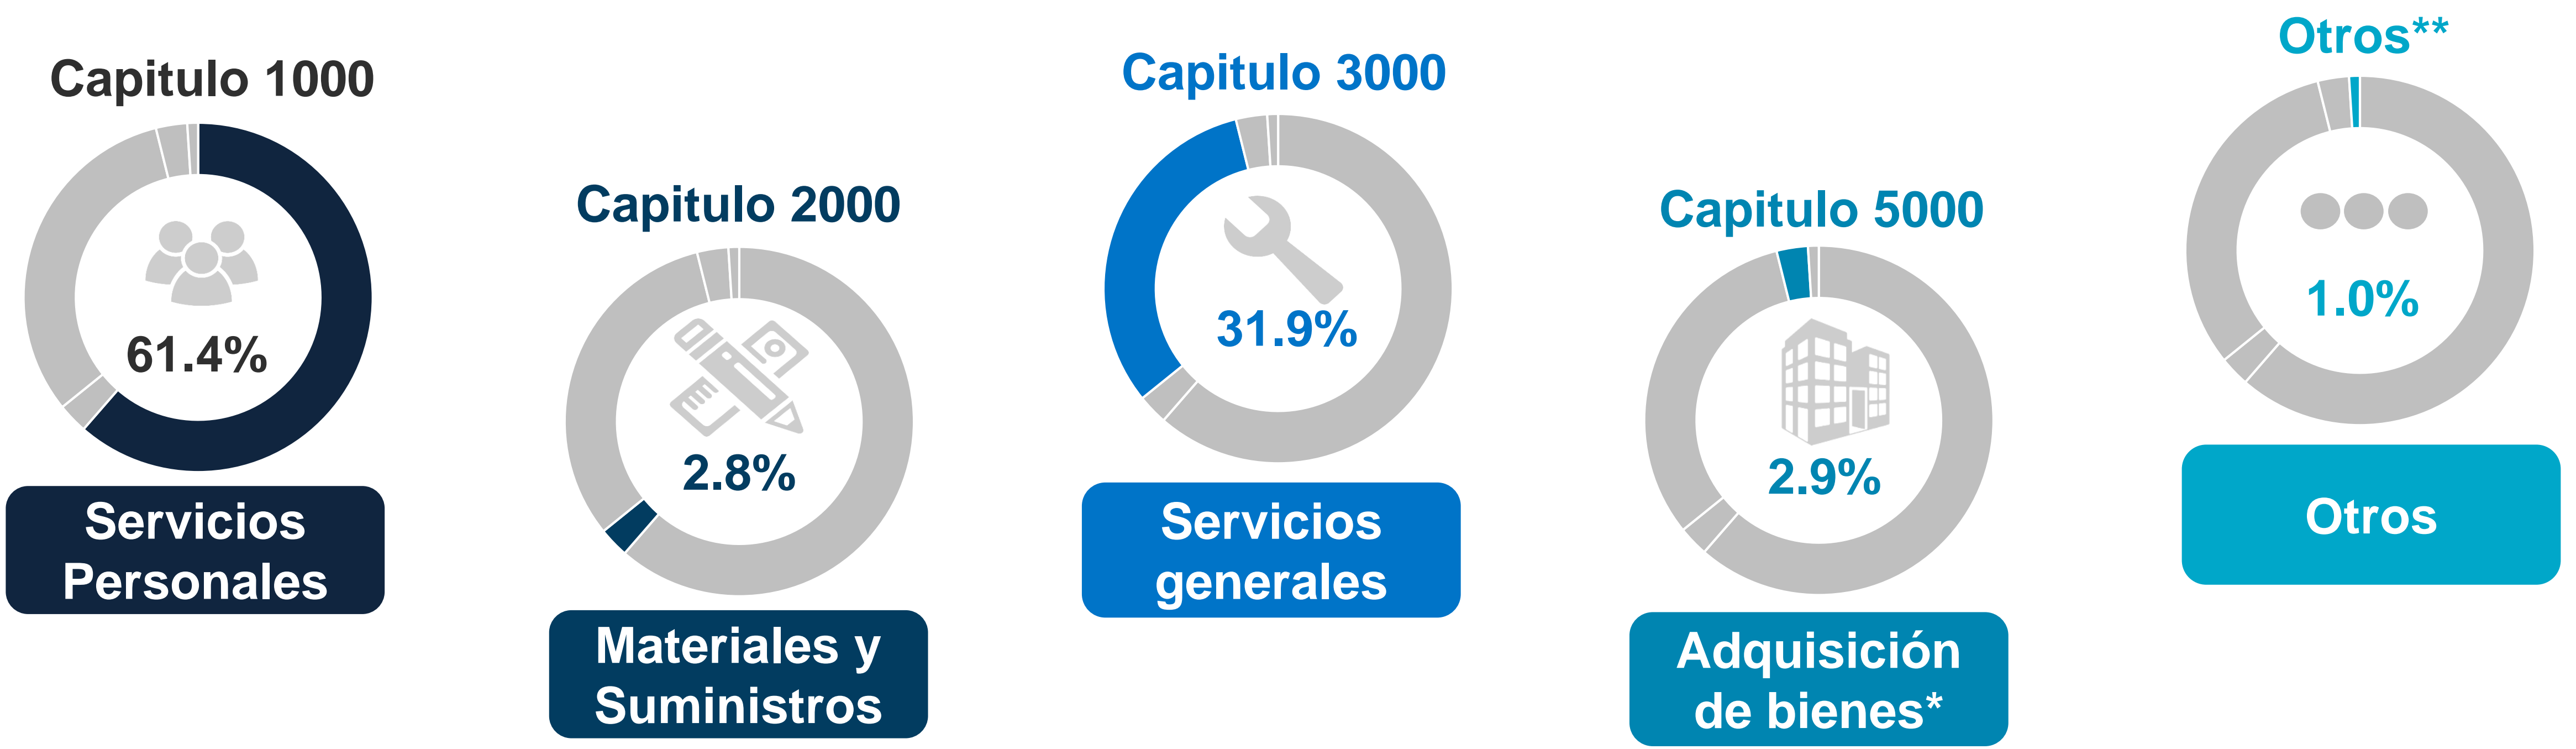 Capitulo 1000
61.4%
Servicios
Personales
Capitulo 2000
2.8%
Materiales y
Suministros
Capitulo 3000
31.9%
Servicios
generales
Capitulo 5000
2.9%
Adquisición
de bienes*
Otros**
1.0%
Otros